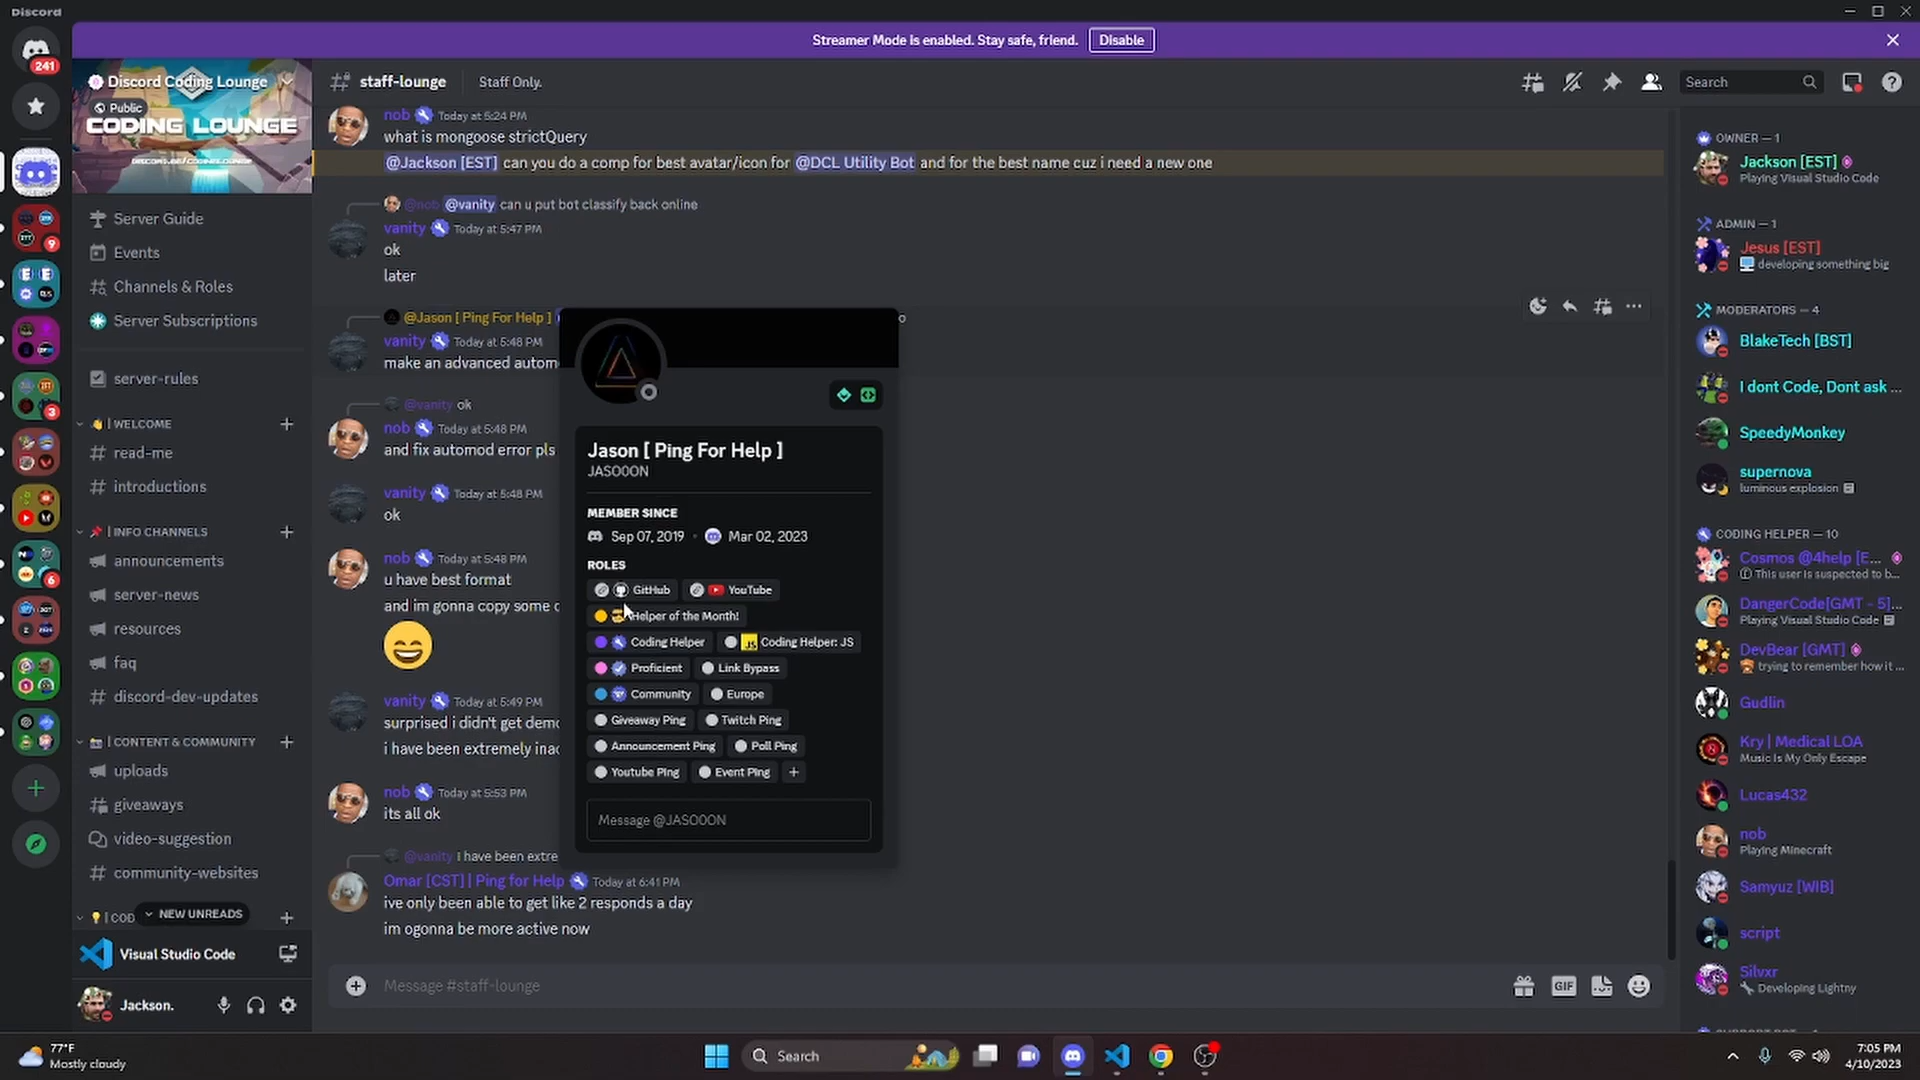 Discord
Streamer Mode is enabled. Stay safe, friend.
Disable
241
Discord Coding Lounge
Public
CODING LOUNGE
DISCORD.GG/CODINGLOUNGE
Server Guide
Events
Channels & Roles
Server Subscriptions
server-rules
| WELCOME
read-me
introductions
| INFO CHANNELS
announcements
server-news
resources
faq
discord-dev-updates
| CONTENT & COMMUNITY
uploads
giveaways
video-suggestion
community-websites
| COD
NEW UNREADS
Visual Studio Code
Jackson.
9
3
6
staff-lounge
Staff Only.
Search
nob Today at 5:24 PM
what is mongoose strictQuery
@Jackson [EST] can you do a comp for best avatar/icon for @DCL Utility Bot and for the best name cuz i need a new one
@nob @vanity can u put bot classify back online
vanity Today at 5:47 PM
ok
later
@Jason [ Ping For Help ]
o
vanity Today at 5:48 PM
make an advanced autom
@vanity ok
nob Today at 5:48 PM
and fix automod error pls
vanity Today at 5:48 PM
ok
nob Today at 5:48 PM
u have best format
and im gonna copy some
vanity Today at 5:49 PM
surprised i didn't get dem
i have been extremely inac
nob Today at 5:53 PM
its all ok
@vanity i have been extre
Omar [CST] | Ping for Help Today at 6:41 PM
ive only been able to get like 2 responds a day
im ogonna be more active now
Message #staff-lounge
GIF
Jason [ Ping For Help ]
JASO0ON
MEMBER SINCE
Sep 07, 2019 • Mar 02, 2023
ROLES
GitHub
YouTube
Helper of the Month!
Coding Helper
JS Coding Helper: JS
Proficient
Link Bypass
Community
Europe
Giveaway Ping
Twitch Ping
Announcement Ping
Poll Ping
Youtube Ping
Event Ping
+
Message @JASO0ON
OWNER — 1
Jackson [EST]
Playing Visual Studio Code
ADMIN — 1
Jesus [EST]
developing something big
MODERATORS — 4
BlakeTech [BST]
I dont Code, Dont ask ...
SpeedyMonkey
supernova
luminous explosion
CODING HELPER — 10
Cosmos @4help [E...
This user is suspected to b...
DangerCode[GMT - 5]...
Playing Visual Studio Code
DevBear [GMT]
trying to remember how it ...
Gudlin
Kry | Medical LOA
Music Is My Only Escape
Lucas432
nob
Playing Minecraft
Samyuz [WIB]
script
Silvxr
Developing Lightny
77°F
Mostly cloudy
Search
7:05 PM
4/10/2023